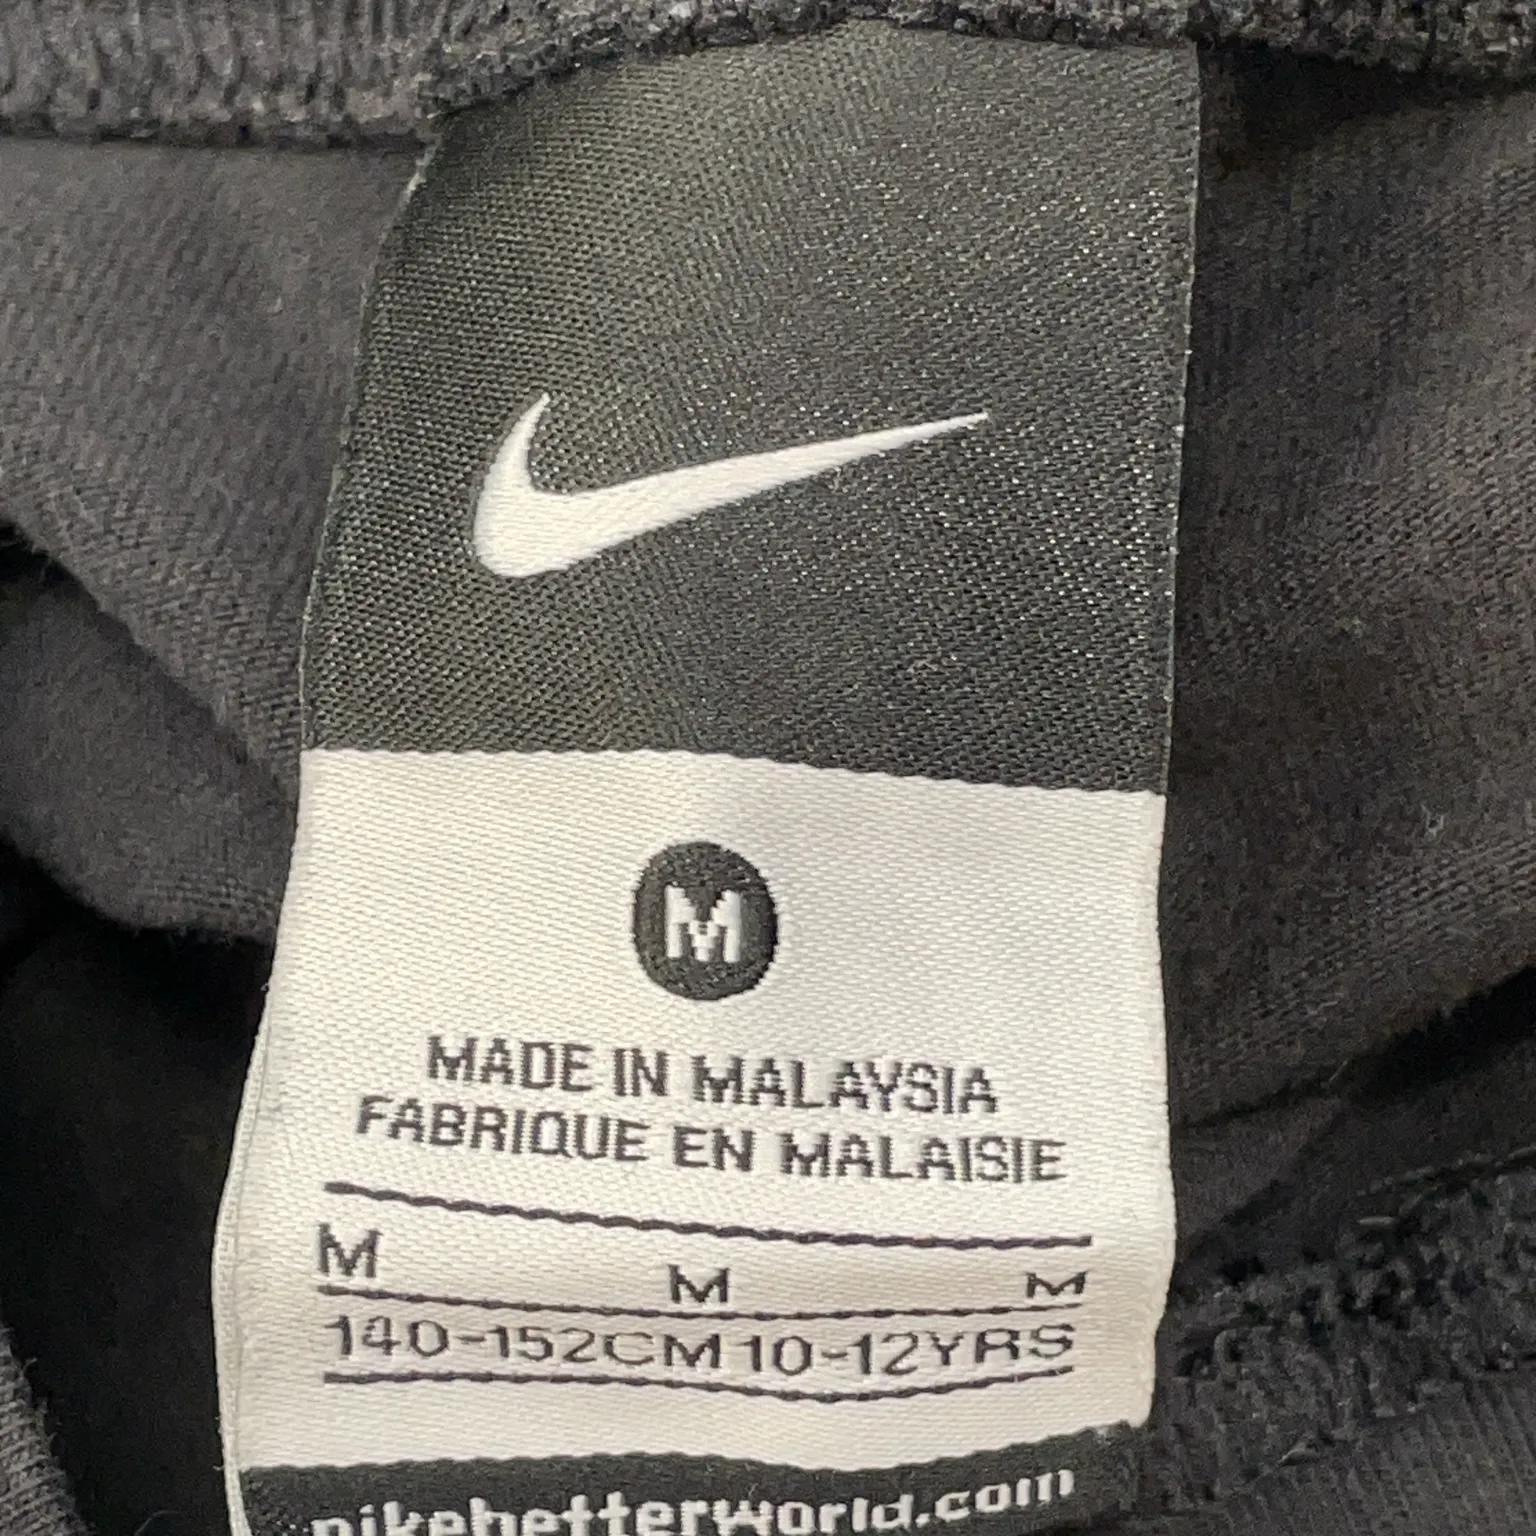 M
MADE IN MALAYSIA
FABRIQUE EN MALAISIE
M M M
140-152CM 10-12YRS
nikebetterworld.com